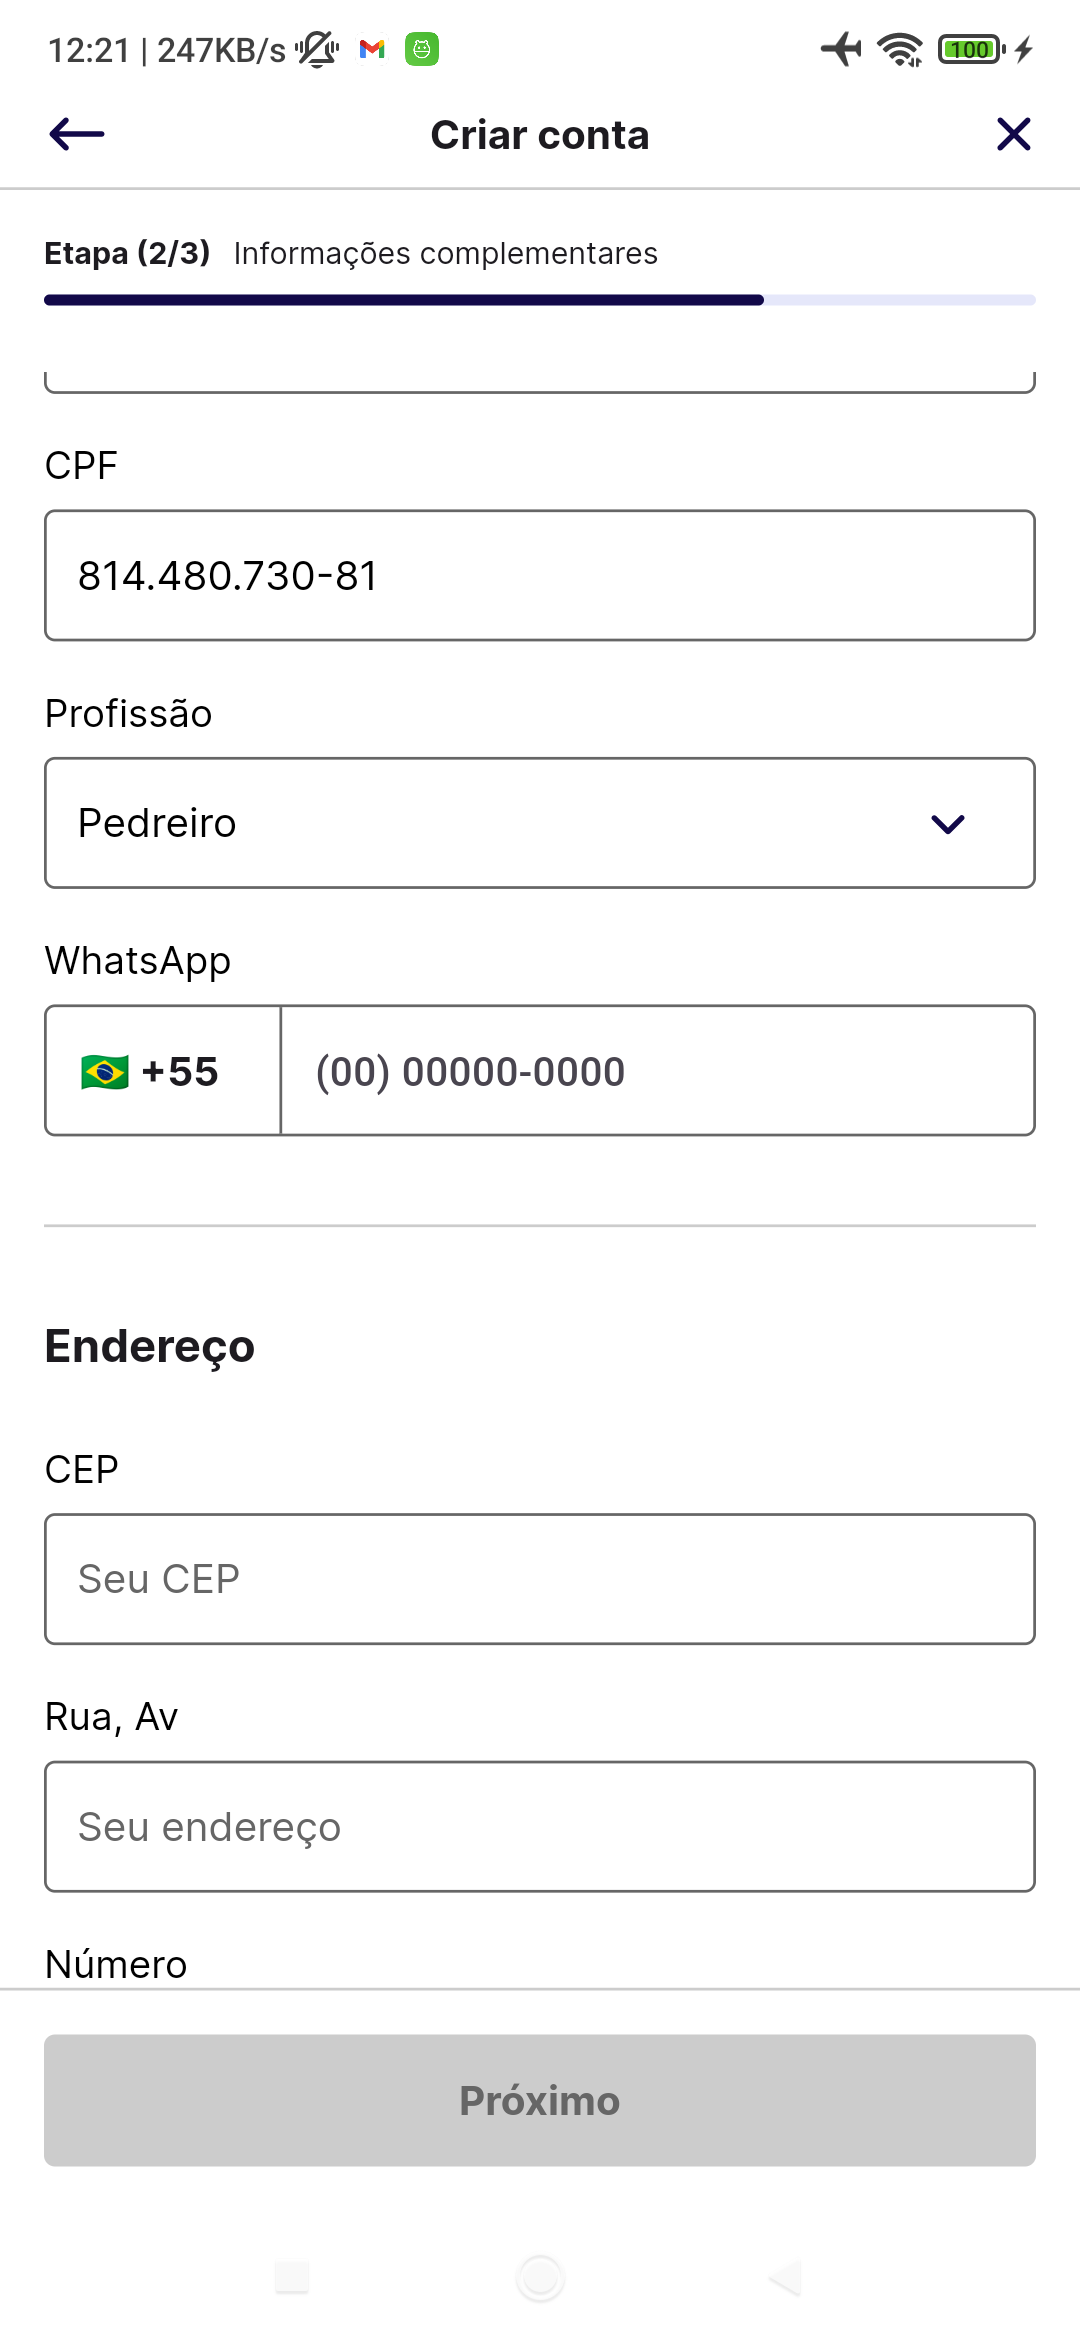 12:21 | 247KB/s
100
Criar conta
Etapa (2/3) Informações complementares
CPF
814.480.730-81
Profissão
Pedreiro
WhatsApp
+55 (00) 00000-0000
Endereço
CEP
Seu CEP
Rua, Av
Seu endereço
Número
Próximo